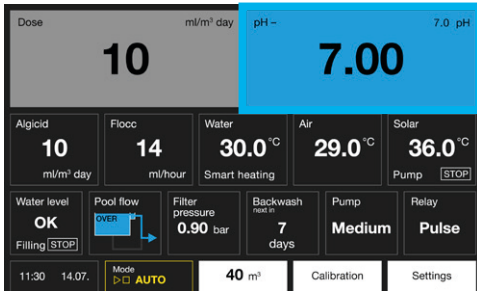 Dose ml/m³ day pH – 7.0 pH
10 7.00
Algicid Flocc Water Air Solar
10 14 30.0°C 29.0°C 36.0°C
ml/m³ day ml/hour Smart heating Pump STOP
Water level Pool flow Filter pressure Backwash next in Pump Relay
OK OVER 0.90 bar 7 Medium Pulse
Filling STOP days
11:30 14.07. Mode AUTO 40 m³ Calibration Settings